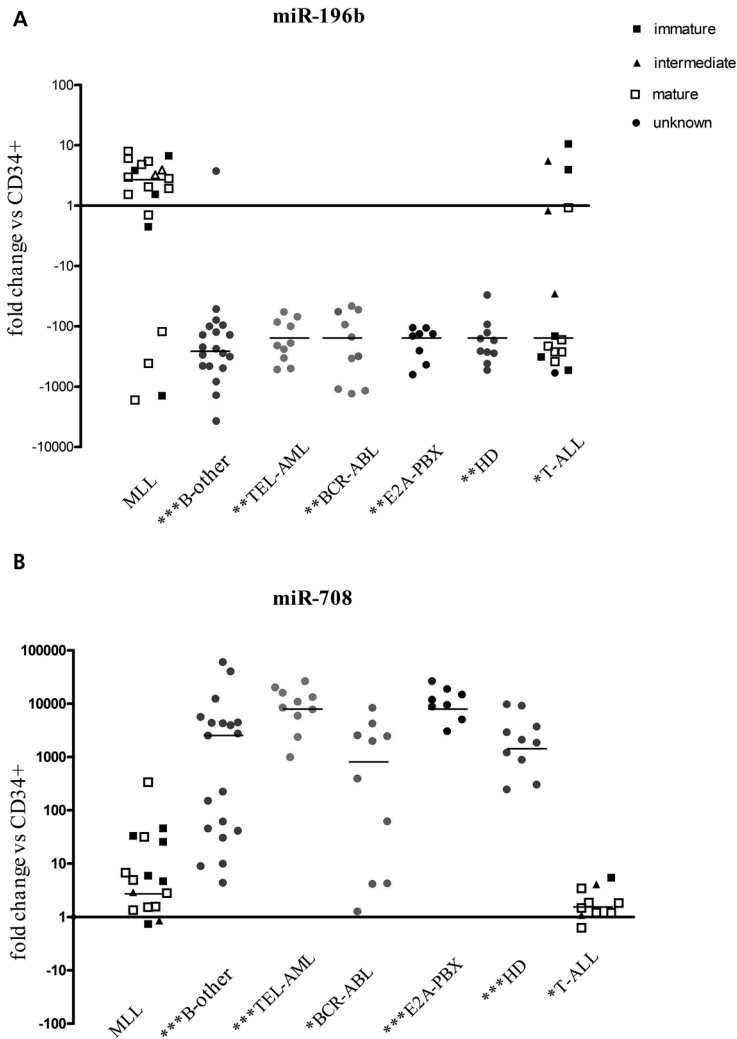 A
miR-196b
immature
intermediate
mature
unknown
fold change vs CD34+
100
10
1
-10
-100
-1000
-10000
MLL
***B-other
**TEL-AML
**BCR-ABL
**E2A-PBX
**HD
*T-ALL
B
miR-708
fold change vs CD34+
100000
10000
1000
100
10
1
-10
-100
MLL
***B-other
***TEL-AML
*BCR-ABL
***E2A-PBX
***HD
*T-ALL